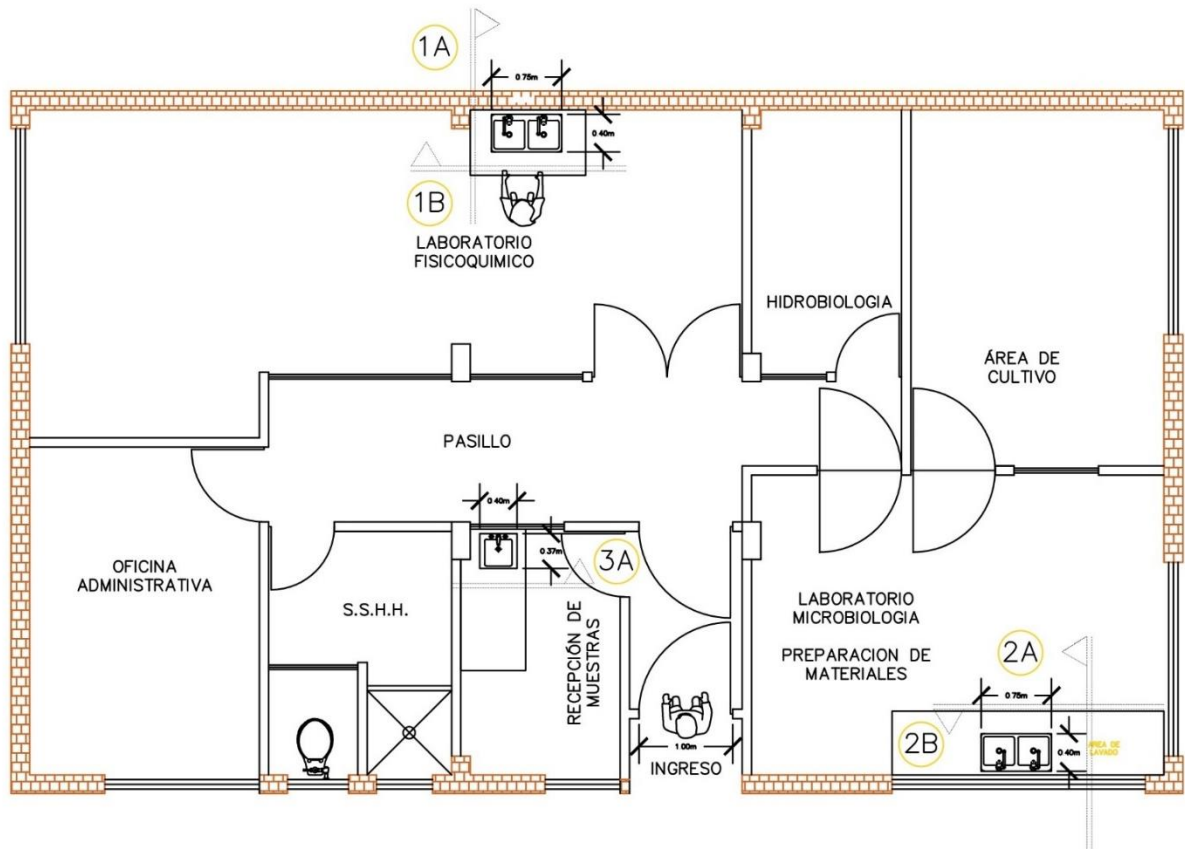 1A
0.75m
0.40m
1B
LABORATORIO
FISICOQUIMICO
HIDROBIOLOGIA
ÁREA DE
CULTIVO
PASILLO
0.40m
0.37m
3A
OFICINA
ADMINISTRATIVA
S.S.H.H.
RECEPCIÓN DE
MUESTRAS
LABORATORIO
MICROBIOLOGIA
PREPARACION DE
MATERIALES
2A
0.75m
2B
0.40m
AREA DE
LAVADO
1.00m
INGRESO